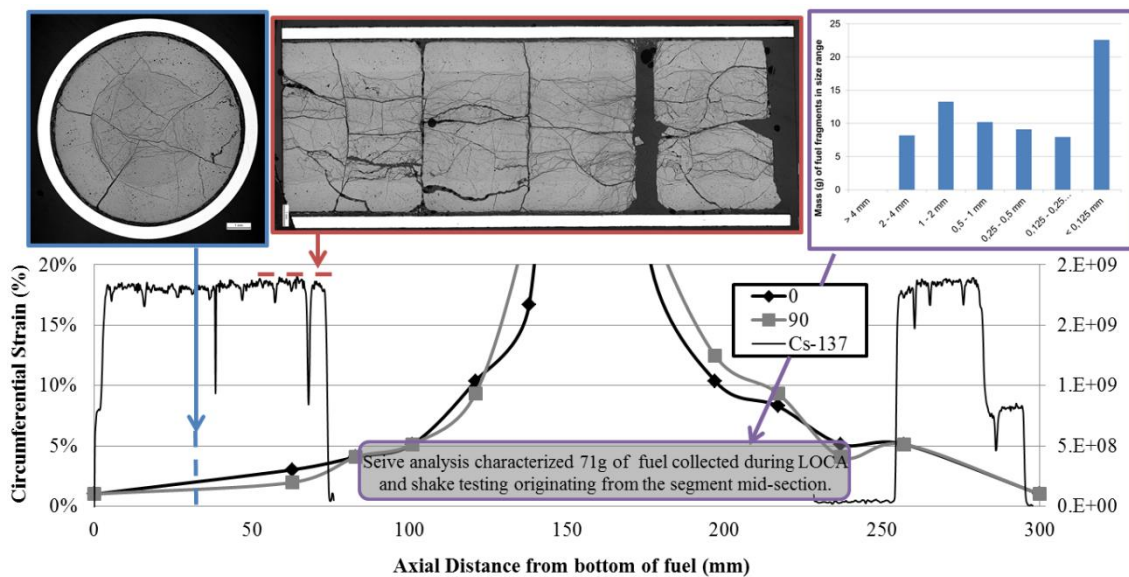 25
20
15
10
5
0
Mass (g) of fuel fragments in size range
> 4 mm
2 - 4 mm
1 - 2 mm
0,5 - 1 mm
0,25 - 0,5 mm
0,125 - 0,25...
< 0,125 mm
20%
15%
10%
5%
0%
Circumferential Strain (%)
2.E+09
2.E+09
1.E+09
5.E+08
0.E+00
0
90
Cs-137
Seive analysis characterized 71g of fuel collected during LOCA
and shake testing originating from the segment mid-section.
0
50
100
150
200
250
300
Axial Distance from bottom of fuel (mm)